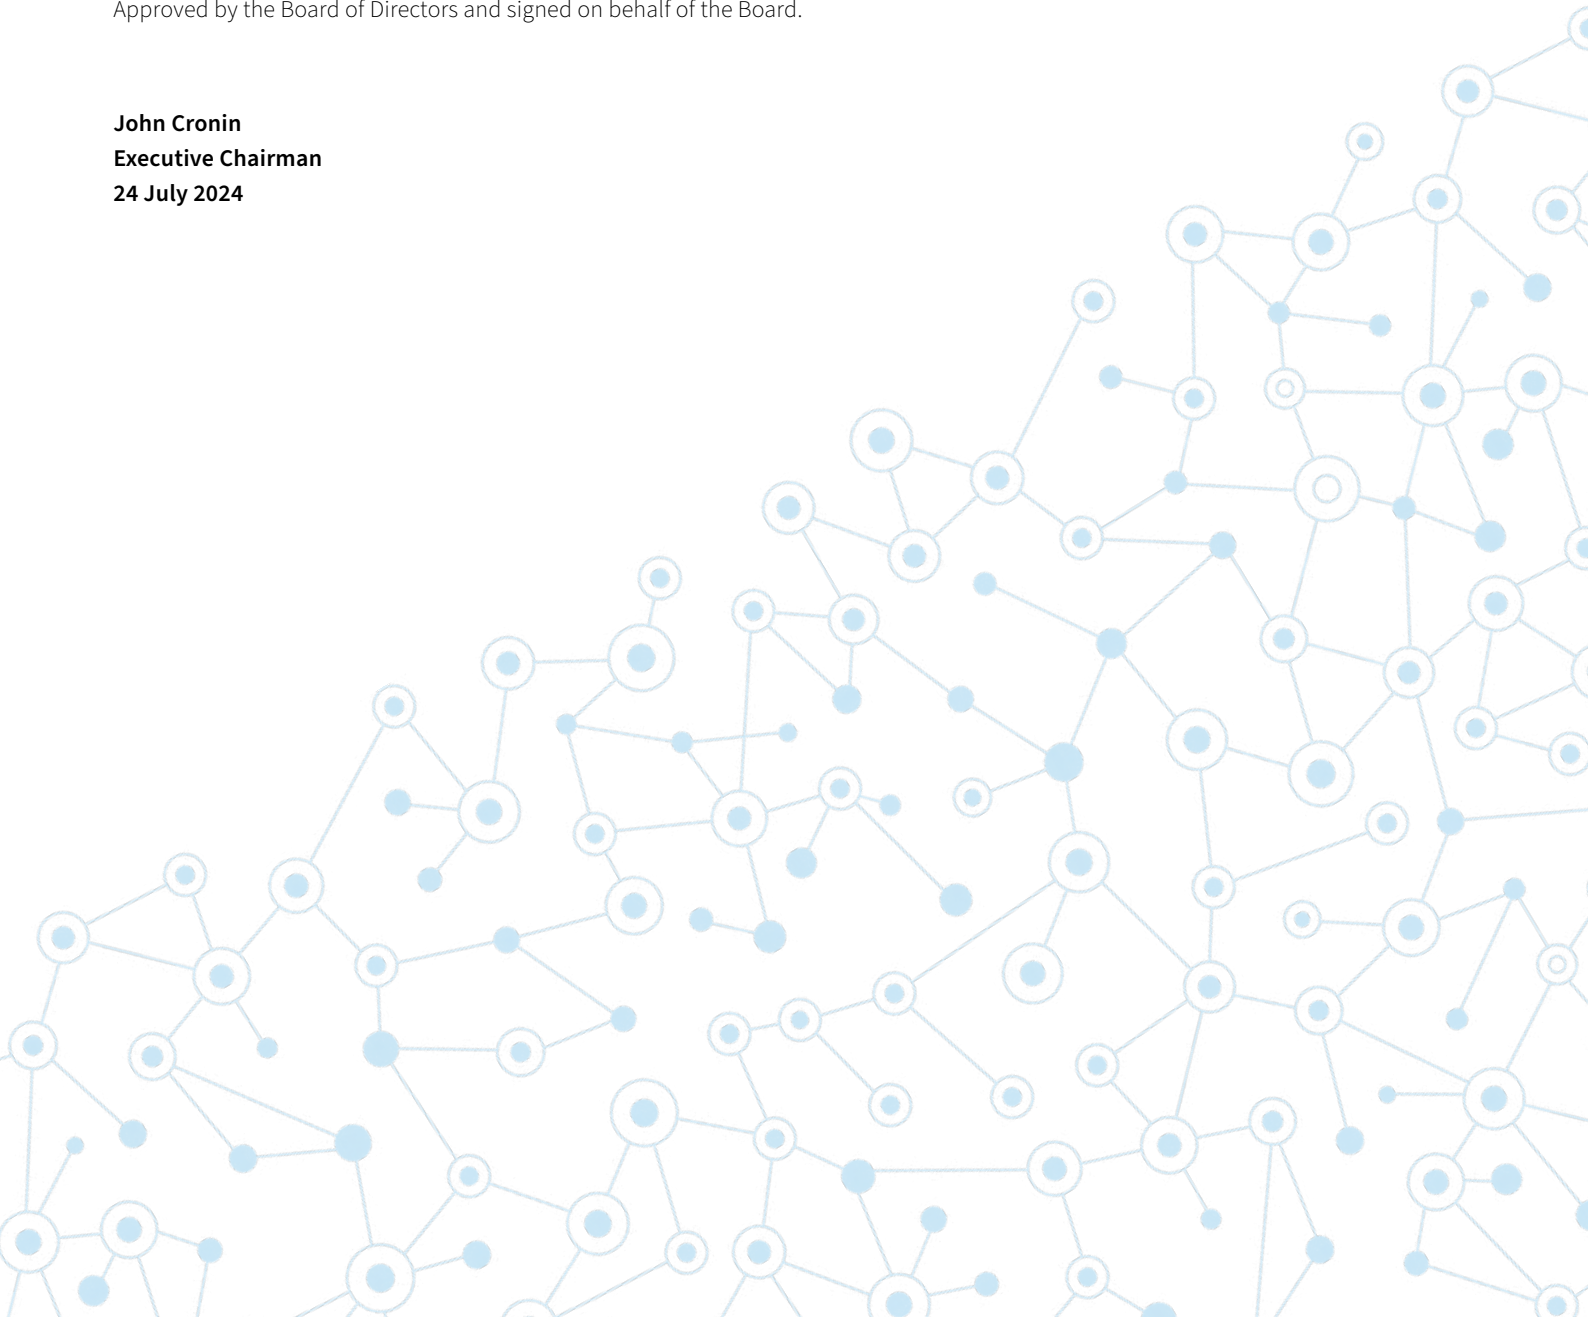 Approved by the Board of Directors and signed on behalf of the Board.
John Cronin
Executive Chairman
24 July 2024